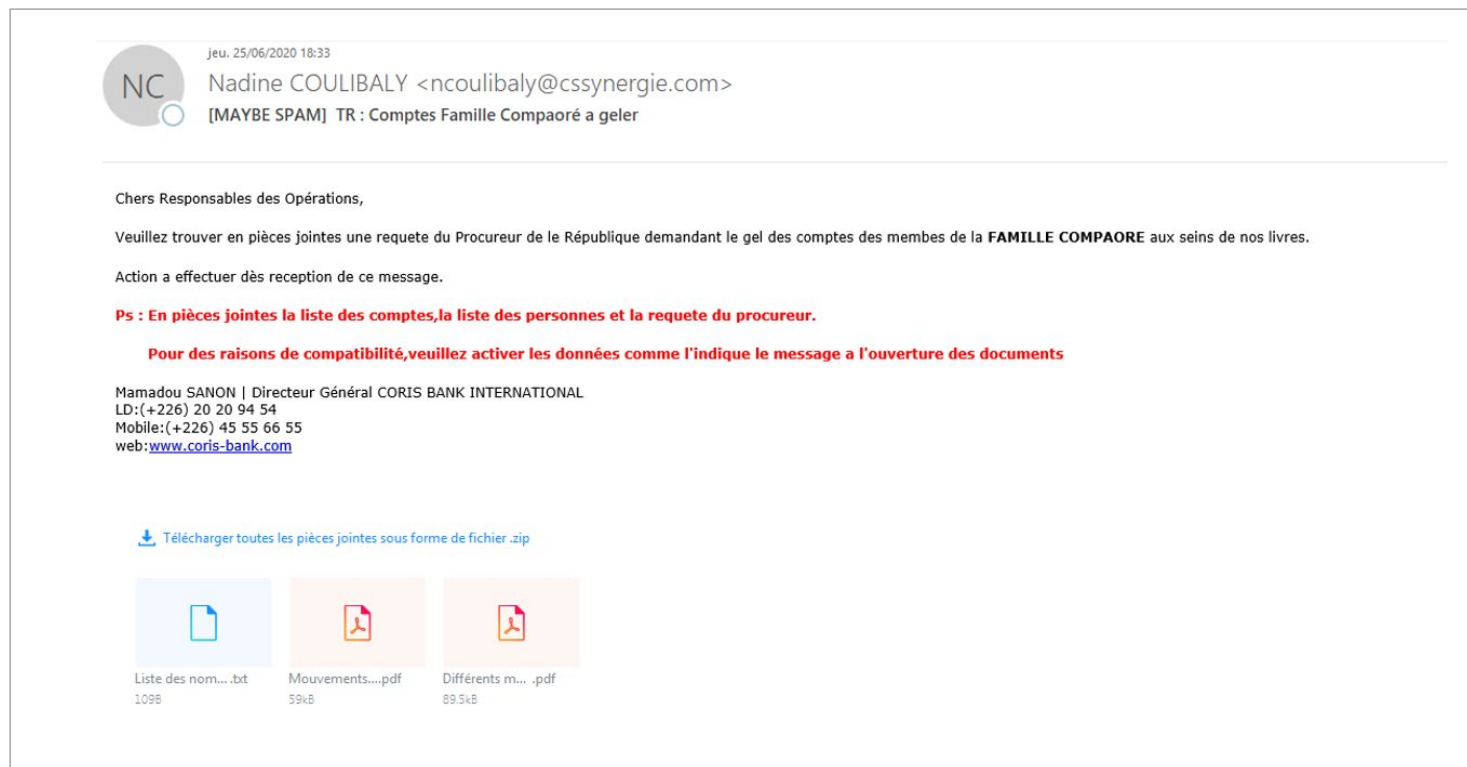 jeu. 25/06/2020 18:33
NC
Nadine COULIBALY <ncoulibaly@cssynergie.com>
[MAYBE SPAM] TR : Comptes Famille Compaoré a geler
Chers Responsables des Opérations,
Veuillez trouver en pièces jointes une requete du Procureur de le République demandant le gel des comptes des membes de la FAMILLE COMPAORE aux seins de nos livres.
Action a effectuer dès reception de ce message.
Ps : En pièces jointes la liste des comptes,la liste des personnes et la requete du procureur.
Pour des raisons de compatibilité,veuillez activer les données comme l'indique le message a l'ouverture des documents
Mamadou SANON | Directeur Général CORIS BANK INTERNATIONAL
LD:(+226) 20 20 94 54
Mobile:(+226) 45 55 66 55
web:www.coris-bank.com
Télécharger toutes les pièces jointes sous forme de fichier .zip
Liste des nom... .txt
109B
Mouvements....pdf
59kB
Différents m... .pdf
89.5kB